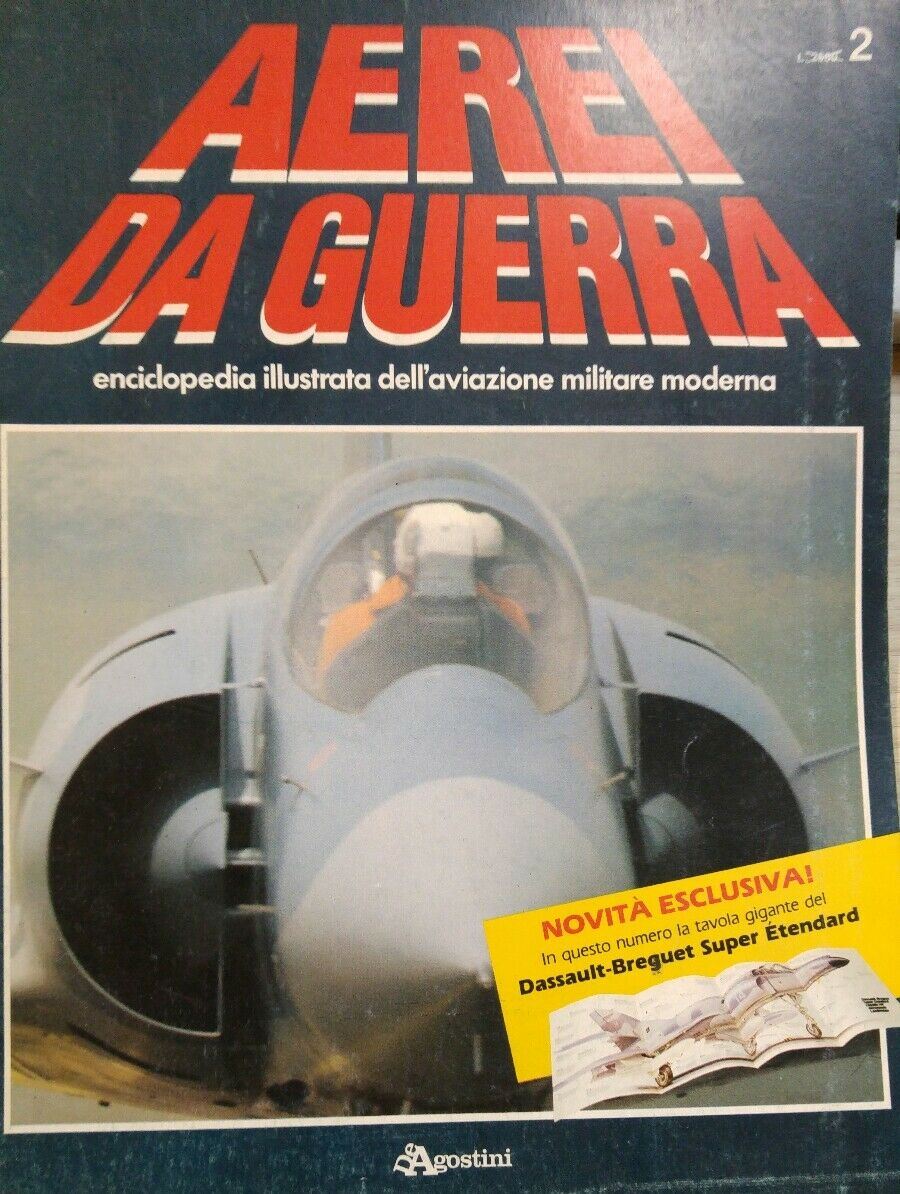 2
AEREI
DA GUERRA
enciclopedia illustrata dell'aviazione militare moderna
NOVITÀ ESCLUSIVA!
In questo numero la tavola gigante del
Dassault-Breguet Super Étendard
DeAgostini